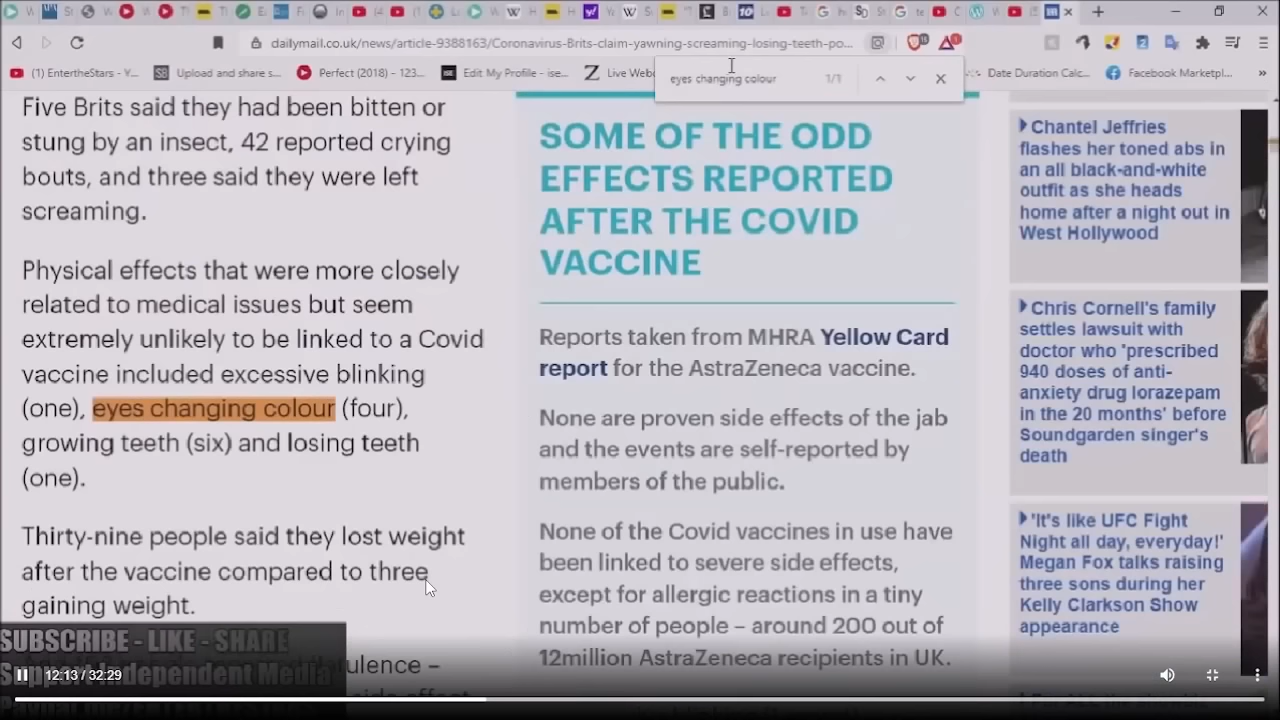 dailymail.co.uk/news/article-9388163/Coronavirus-Brits-claim-yawning-screaming-losing-teeth-po...
(1) EntertheStars - Y...
Upload and share s...
Perfect (2018) - 123...
Edit My Profile - ise...
Live Webc
Date Duration Calc...
Facebook Marketpl...
»
eyes changing colour
1/1
Five Brits said they had been bitten or
stung by an insect, 42 reported crying
bouts, and three said they were left
screaming.
Physical effects that were more closely
related to medical issues but seem
extremely unlikely to be linked to a Covid
vaccine included excessive blinking
(one), eyes changing colour (four),
growing teeth (six) and losing teeth
(one).
Thirty-nine people said they lost weight
after the vaccine compared to three
gaining weight.
SOME OF THE ODD
EFFECTS REPORTED
AFTER THE COVID
VACCINE
Reports taken from MHRA Yellow Card
report for the AstraZeneca vaccine.
None are proven side effects of the jab
and the events are self-reported by
members of the public.
None of the Covid vaccines in use have
been linked to severe side effects,
except for allergic reactions in a tiny
number of people – around 200 out of
12million AstraZeneca recipients in UK.
Chantel Jeffries
flashes her toned abs in
an all black-and-white
outfit as she heads
home after a night out in
West Hollywood
Chris Cornell's family
settles lawsuit with
doctor who 'prescribed
940 doses of anti-
anxiety drug lorazepam
in the 20 months' before
Soundgarden singer's
death
'It's like UFC Fight
Night all day, everyday!'
Megan Fox talks raising
three sons during her
Kelly Clarkson Show
appearance
SUBSCRIBE - LIKE - SHARE
Support Independent Media
12:13 / 32:29